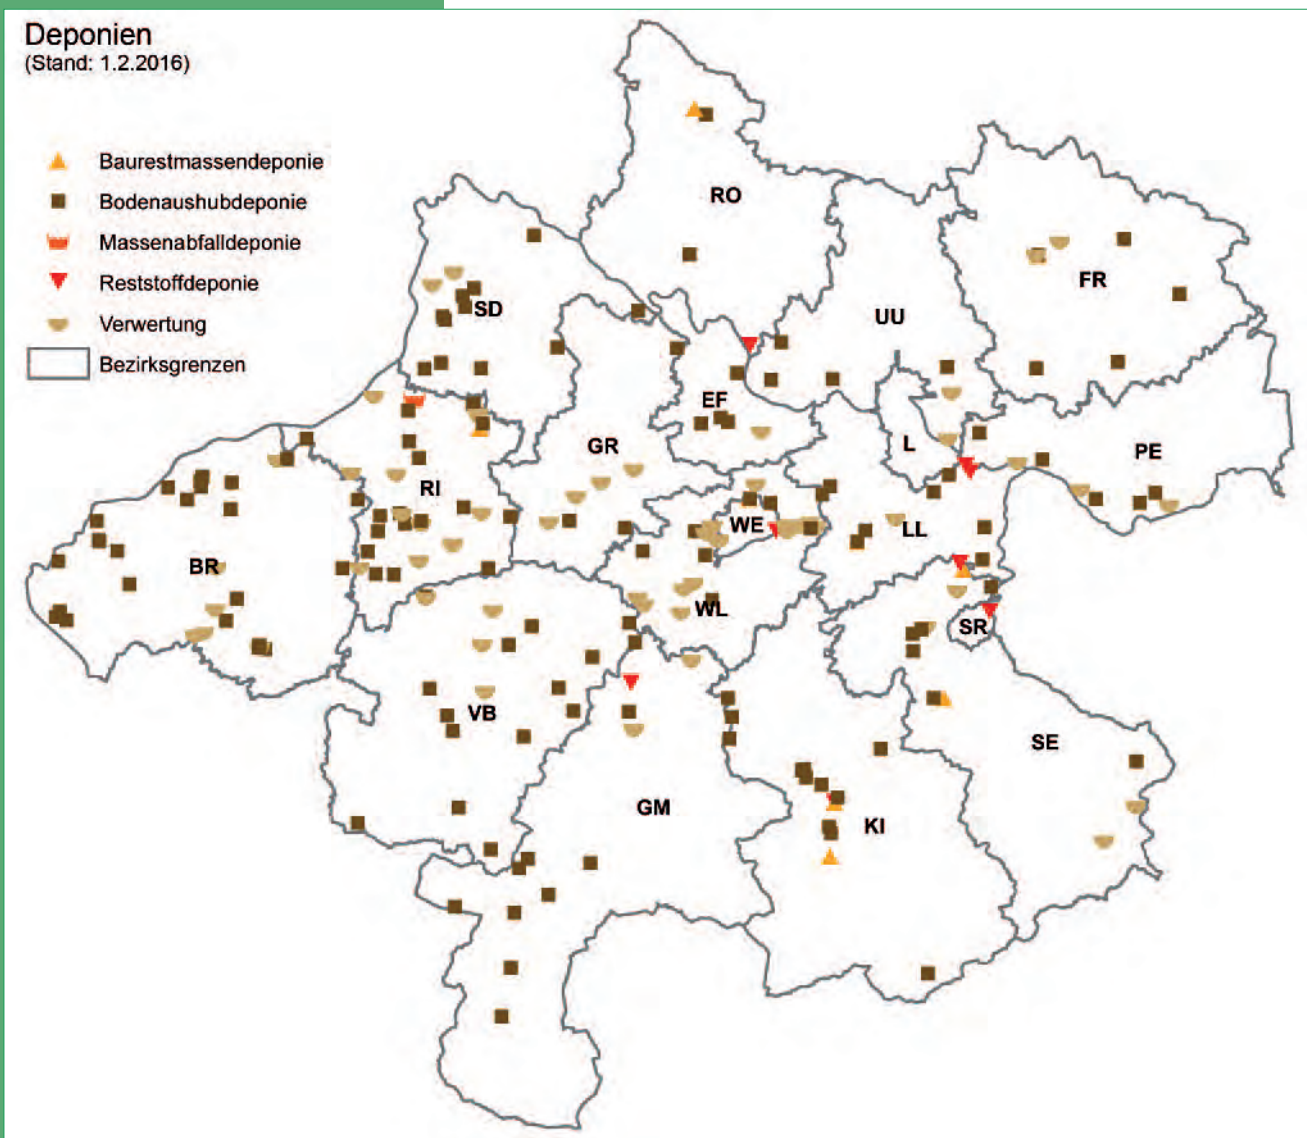 Deponien
(Stand: 1.2.2016)
Baurestmassendeponie
Bodenaushubdeponie
Massenabfalldeponie
Reststoffdeponie
Verwertung
Bezirksgrenzen
RO
FR
SD
UU
EF
GR
L
PE
RI
WE
LL
BR
WL
SR
VB
SE
GM
KI